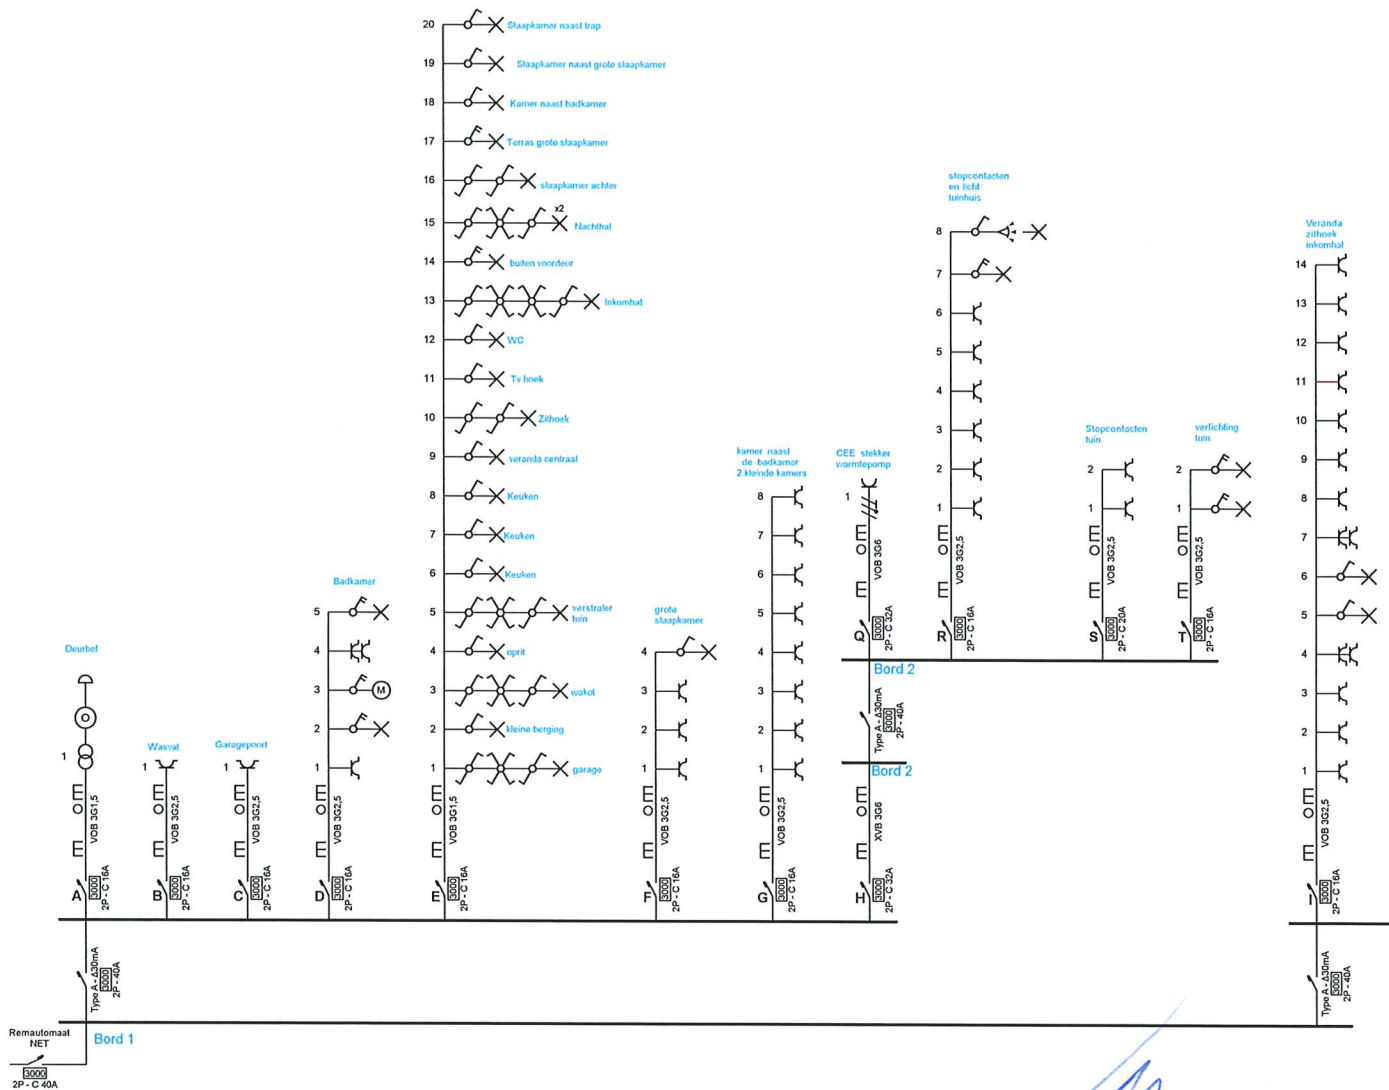 20 Slaapkamer naast trap
19 Slaapkamer naast grote slaapkamer
18 Kamer naast badkamer
17 Terras grote slaapkamer
16 slaapkamer achter
15 x2 Nachthal
14 buiten voordeur
13 Inkomhal
12 WC
11 Tv hoek
10 Zithoek
9 veranda centraal
8 Keuken
7 Keuken
6 Keuken
5 verstraler
tuin
4 oprit
3 wakot
2 kleine berging
1 garage
VOB 3G1,5
E
3000
2P - C 16A
Deurbel
1
VOB 3G1,5
A
3000
2P - C 16A
Wasvat
1
VOB 3G2,5
B
3000
2P - C 16A
Garagepoort
1
VOB 3G2,5
C
3000
2P - C 16A
Badkamer
5
4
3 M
2
1
VOB 3G2,5
D
3000
2P - C 16A
grote
slaapkamer
4
3
2
1
VOB 3G2,5
F
3000
2P - C 16A
kamer naast
de badkamer
2 kleinde kamers
8
7
6
5
4
3
2
1
VOB 3G2,5
G
3000
2P - C 16A
CEE stekker
warmtepomp
1
VOB 3G6
Q
3000
2P - C 32A
Bord 2
Type A - Δ30mA
3000
2P - 40A
Bord 2
XVB 3G6
H
3000
2P - C 32A
stopcontacten
en licht
tuinhuis
8
7
6
5
4
3
2
1
VOB 3G2,5
R
3000
2P - C 16A
Stopcontacten
tuin
2
1
VOB 3G2,5
S
3000
2P - C 20A
verlichting
tuin
2
1
VOB 3G2,5
T
3000
2P - C 16A
Veranda
zithoek
inkomhal
14
13
12
11
10
9
8
7
6
5
4
3
2
1
VOB 3G2,5
I
3000
2P - C 16A
Type A - Δ30mA
3000
2P - 40A
Type A - Δ30mA
3000
2P - 40A
Remautomaat
NET
3000
2P - C 40A
Bord 1